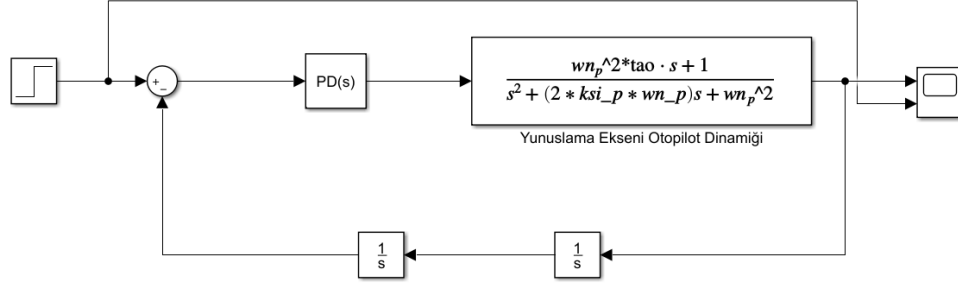 +
−
PD(s)
wn_p^2*tao · s + 1
s^2 + (2 * ksi_p * wn_p)s + wn_p^2
Yunuslama Ekseni Otopilot Dinamiği
1
s
1
s